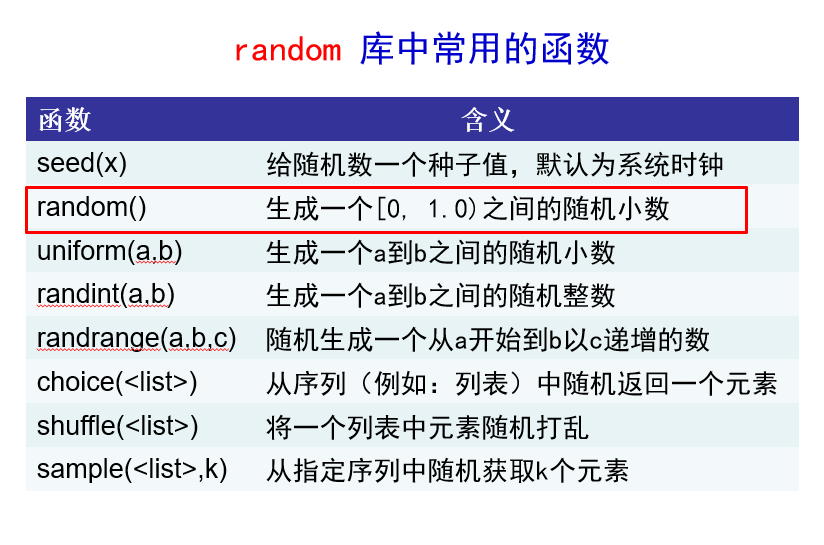 random 库中常用的函数
函数 含义
seed(x) 给随机数一个种子值，默认为系统时钟
random() 生成一个[0, 1.0)之间的随机小数
uniform(a,b) 生成一个a到b之间的随机小数
randint(a,b) 生成一个a到b之间的随机整数
randrange(a,b,c) 随机生成一个从a开始到b以c递增的数
choice(<list>) 从序列（例如：列表）中随机返回一个元素
shuffle(<list>) 将一个列表中元素随机打乱
sample(<list>,k) 从指定序列中随机获取k个元素